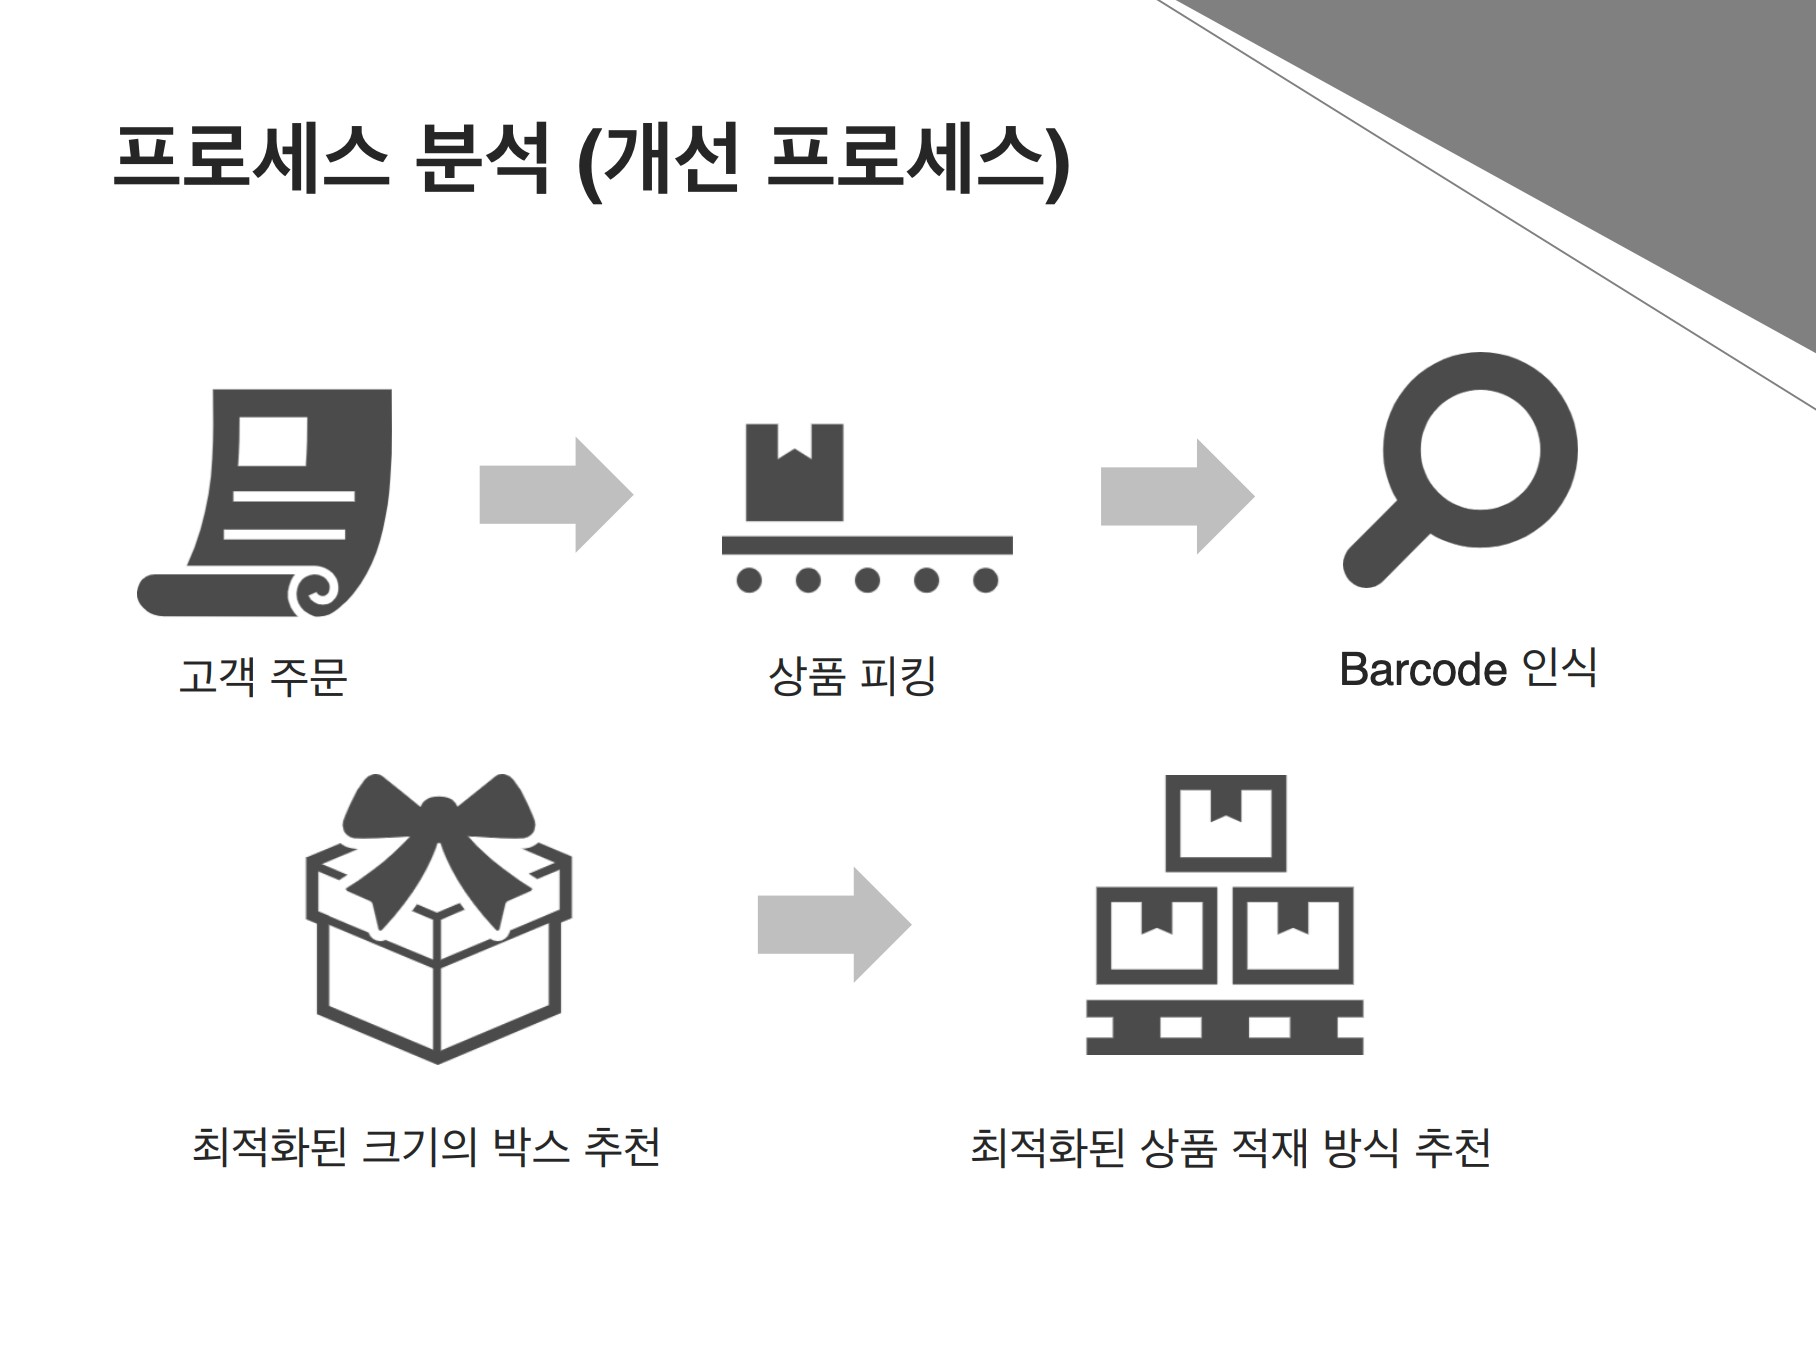 프로세스 분석 (개선 프로세스)
고객 주문
상품 피킹
Barcode 인식
최적화된 크기의 박스 추천
최적화된 상품 적재 방식 추천